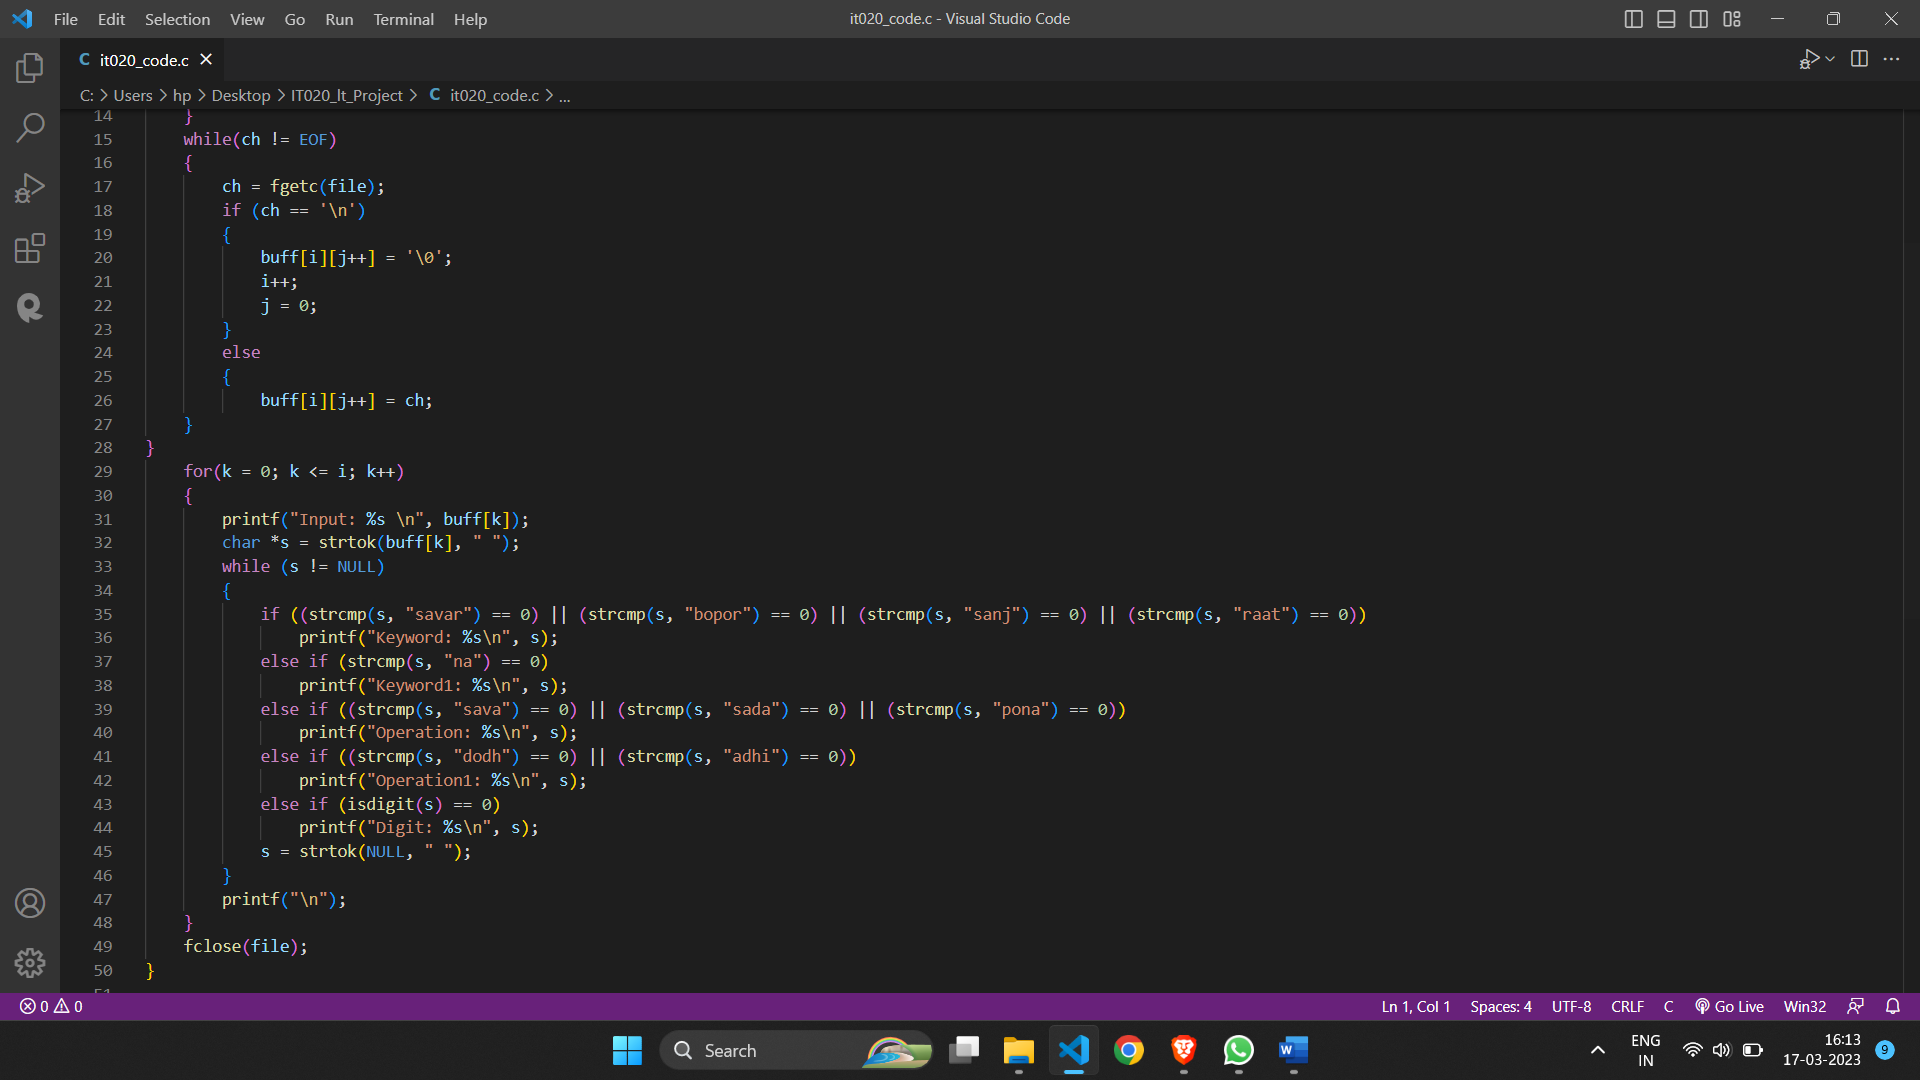 File Edit Selection View Go Run Terminal Help it020_code.c - Visual Studio Code
C it020_code.c
C: > Users > hp > Desktop > IT020_lt_Project > C it020_code.c > ...
14 }
15 while(ch != EOF)
16 {
17 ch = fgetc(file);
18 if (ch == '\n')
19 {
20 buff[i][j++] = '\0';
21 i++;
22 j = 0;
23 }
24 else
25 {
26 buff[i][j++] = ch;
27 }
28 }
29 for(k = 0; k <= i; k++)
30 {
31 printf("Input: %s \n", buff[k]);
32 char *s = strtok(buff[k], " ");
33 while (s != NULL)
34 {
35 if ((strcmp(s, "savar") == 0) || (strcmp(s, "bopor") == 0) || (strcmp(s, "sanj") == 0) || (strcmp(s, "raat") == 0))
36 printf("Keyword: %s\n", s);
37 else if (strcmp(s, "na") == 0)
38 printf("Keyword1: %s\n", s);
39 else if ((strcmp(s, "sava") == 0) || (strcmp(s, "sada") == 0) || (strcmp(s, "pona") == 0))
40 printf("Operation: %s\n", s);
41 else if ((strcmp(s, "dodh") == 0) || (strcmp(s, "adhi") == 0))
42 printf("Operation1: %s\n", s);
43 else if (isdigit(s) == 0)
44 printf("Digit: %s\n", s);
45 s = strtok(NULL, " ");
46 }
47 printf("\n");
48 }
49 fclose(file);
50 }
51
0 0 Ln 1, Col 1 Spaces: 4 UTF-8 CRLF C Go Live Win32
Search ENG 16:13
IN 17-03-2023 9